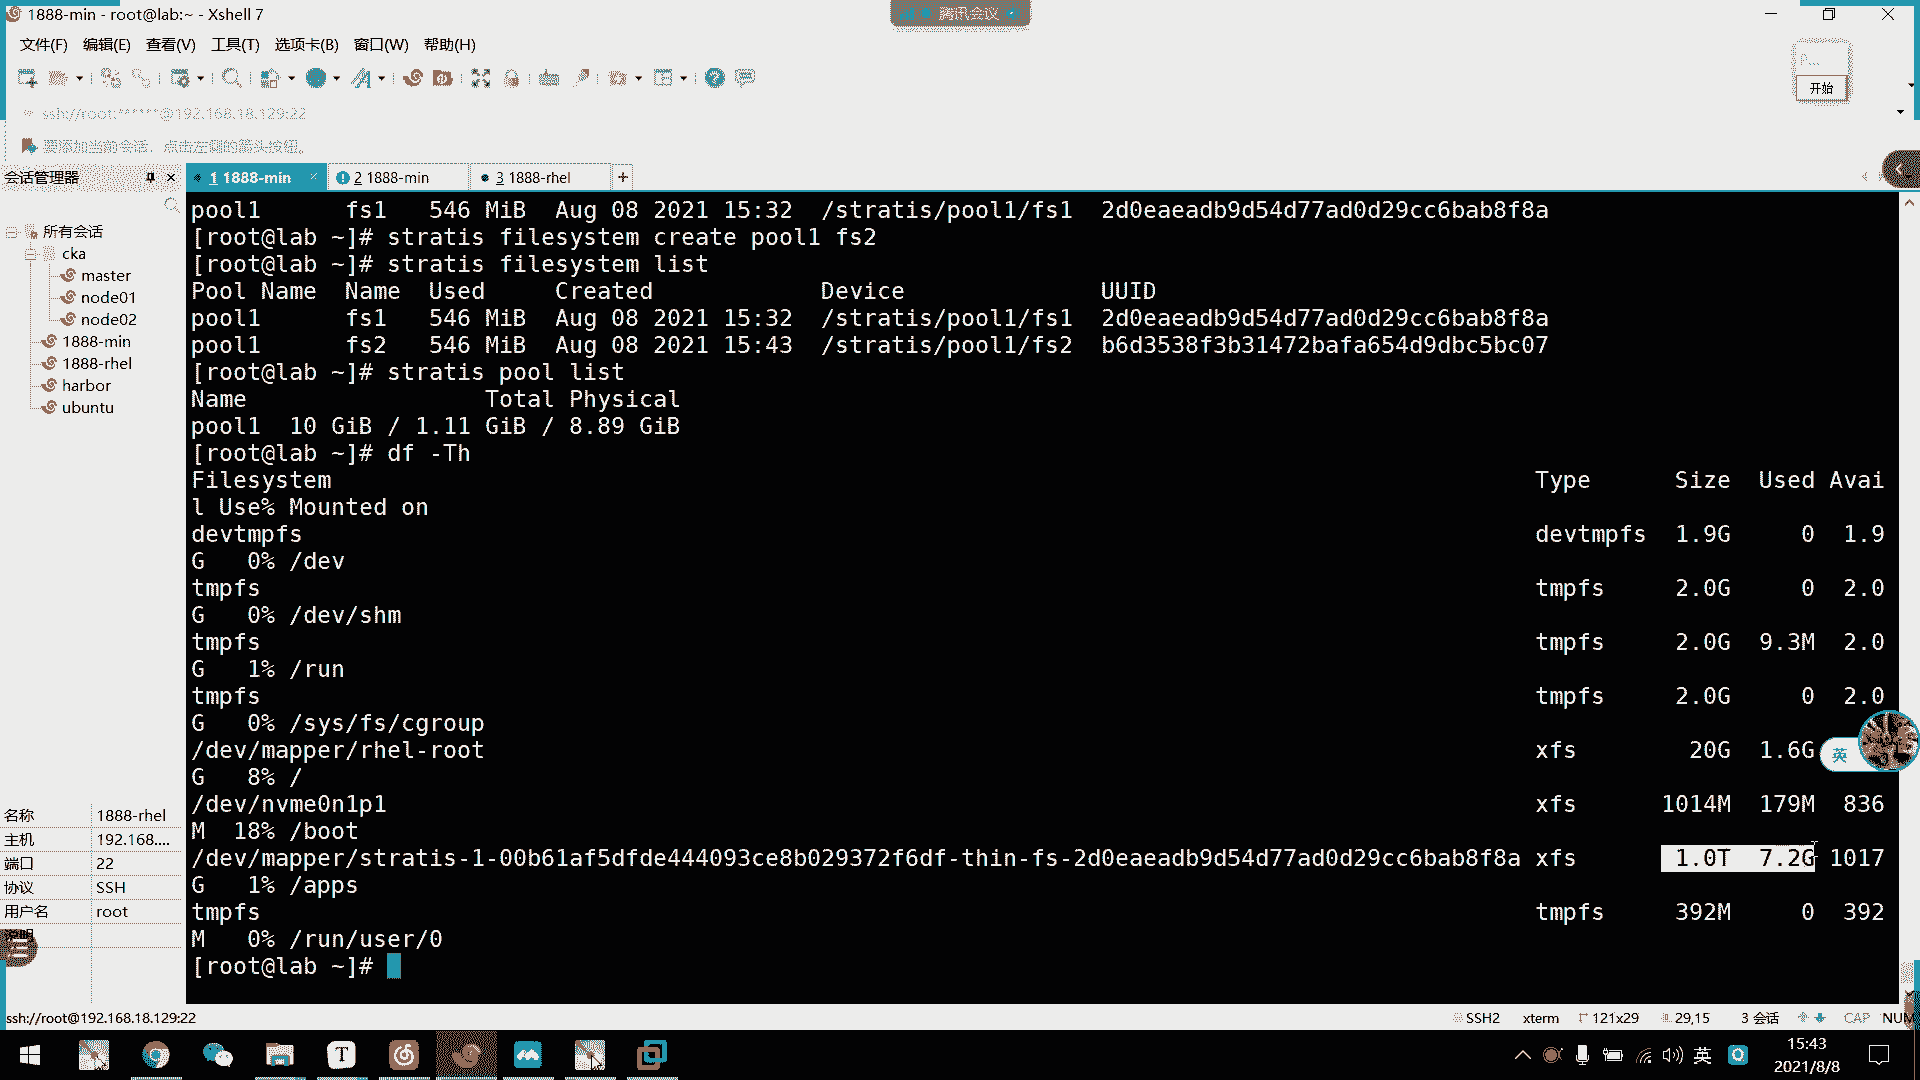 1888-min - root@lab:~ - Xshell 7
腾讯会议
文件(F) 编辑(E) 查看(V) 工具(T) 选项卡(B) 窗口(W) 帮助(H)
开始
ssh://root:******@192.168.18.129:22
要添加当前会话，点击左侧的箭头按钮。
会话管理器
1 1888-min
2 1888-min
3 1888-rhel
+
所有会话
cka
master
node01
node02
1888-min
1888-rhel
harbor
ubuntu
名称 1888-rhel
主机 192.168....
端口 22
协议 SSH
用户名 root
说明
pool1 fs1 546 MiB Aug 08 2021 15:32 /stratis/pool1/fs1 2d0eaeadb9d54d77ad0d29cc6bab8f8a
[root@lab ~]# stratis filesystem create pool1 fs2
[root@lab ~]# stratis filesystem list
Pool Name Name Used Created Device UUID
pool1 fs1 546 MiB Aug 08 2021 15:32 /stratis/pool1/fs1 2d0eaeadb9d54d77ad0d29cc6bab8f8a
pool1 fs2 546 MiB Aug 08 2021 15:43 /stratis/pool1/fs2 b6d3538f3b31472bafa654d9dbc5bc07
[root@lab ~]# stratis pool list
Name Total Physical
pool1 10 GiB / 1.11 GiB / 8.89 GiB
[root@lab ~]# df -Th
Filesystem Type Size Used Avai
l Use% Mounted on
devtmpfs devtmpfs 1.9G 0 1.9
G 0% /dev
tmpfs tmpfs 2.0G 0 2.0
G 0% /dev/shm
tmpfs tmpfs 2.0G 9.3M 2.0
G 1% /run
tmpfs tmpfs 2.0G 0 2.0
G 0% /sys/fs/cgroup
/dev/mapper/rhel-root xfs 20G 1.6G
G 8% /
/dev/nvme0n1p1 xfs 1014M 179M 836
M 18% /boot
/dev/mapper/stratis-1-00b61af5dfde444093ce8b029372f6df-thin-fs-2d0eaeadb9d54d77ad0d29cc6bab8f8a xfs 1.0T 7.2G 1017
G 1% /apps
tmpfs tmpfs 392M 0 392
M 0% /run/user/0
[root@lab ~]#
英
ssh://root@192.168.18.129:22
SSH2 xterm 121x29 29,15 3 会话 CAP NUM
英
15:43
2021/8/8